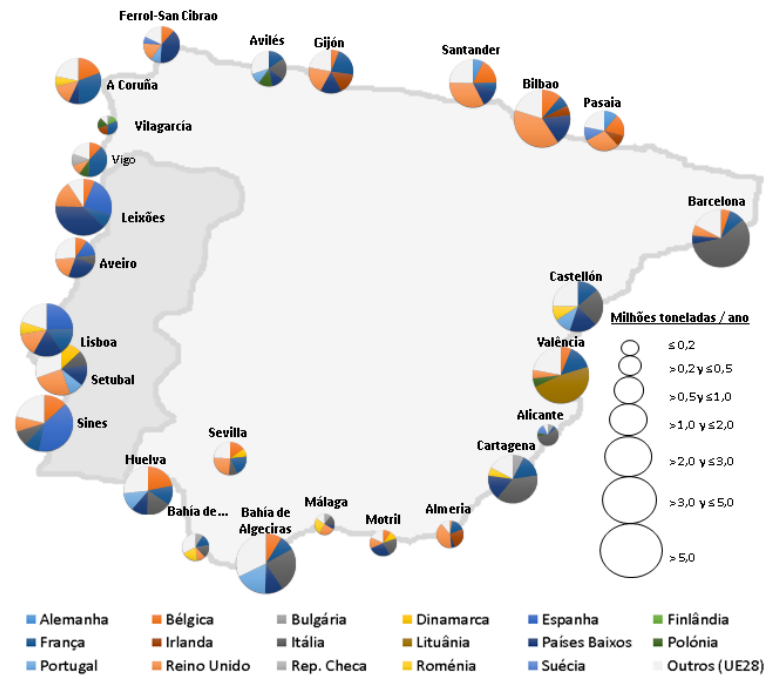 Ferrol-San Cibrao
Avilés
Gijón
Santander
Bilbao
Pasaia
A Coruña
Vilagarcía
Vigo
Leixões
Aveiro
Lisboa
Setubal
Sines
Barcelona
Castellón
Valência
Alicante
Cartagena
Milhões toneladas / ano
≤ 0,2
>0,2 y ≤ 0,5
>0,5y ≤ 1,0
>1,0 y ≤2,0
>2,0 y ≤ 3,0
>3,0 y ≤ 5,0
> 5,0
Sevilla
Huelva
Bahía de...
Bahía de
Algeciras
Málaga
Motril
Almeria
Alemanha Bélgica Bulgária Dinamarca Espanha Finlândia
França Irlanda Itália Lituânia Países Baixos Polónia
Portugal Reino Unido Rep. Checa Roménia Suécia Outros (UE28)